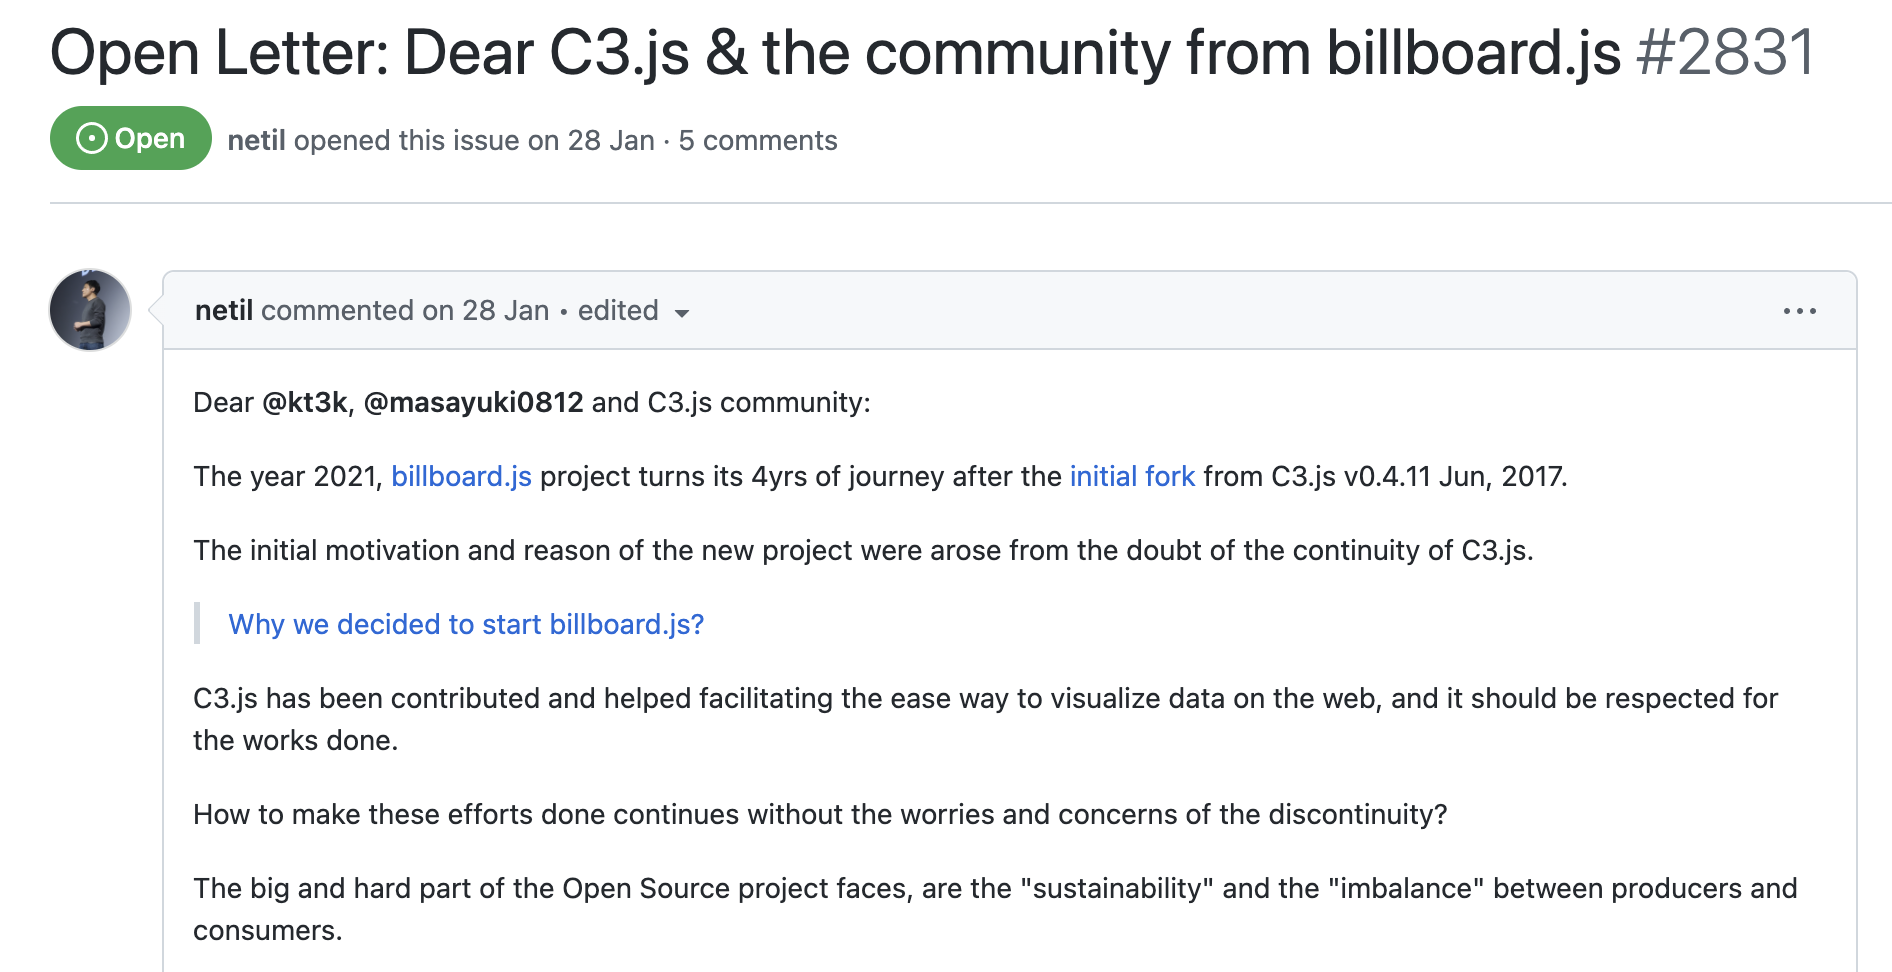 Open Letter: Dear C3.js & the community from billboard.js #2831
Open
netil opened this issue on 28 Jan · 5 comments
netil commented on 28 Jan • edited
Dear @kt3k, @masayuki0812 and C3.js community:
The year 2021, billboard.js project turns its 4yrs of journey after the initial fork from C3.js v0.4.11 Jun, 2017.
The initial motivation and reason of the new project were arose from the doubt of the continuity of C3.js.
Why we decided to start billboard.js?
C3.js has been contributed and helped facilitating the ease way to visualize data on the web, and it should be respected for
the works done.
How to make these efforts done continues without the worries and concerns of the discontinuity?
The big and hard part of the Open Source project faces, are the "sustainability" and the "imbalance" between producers and
consumers.